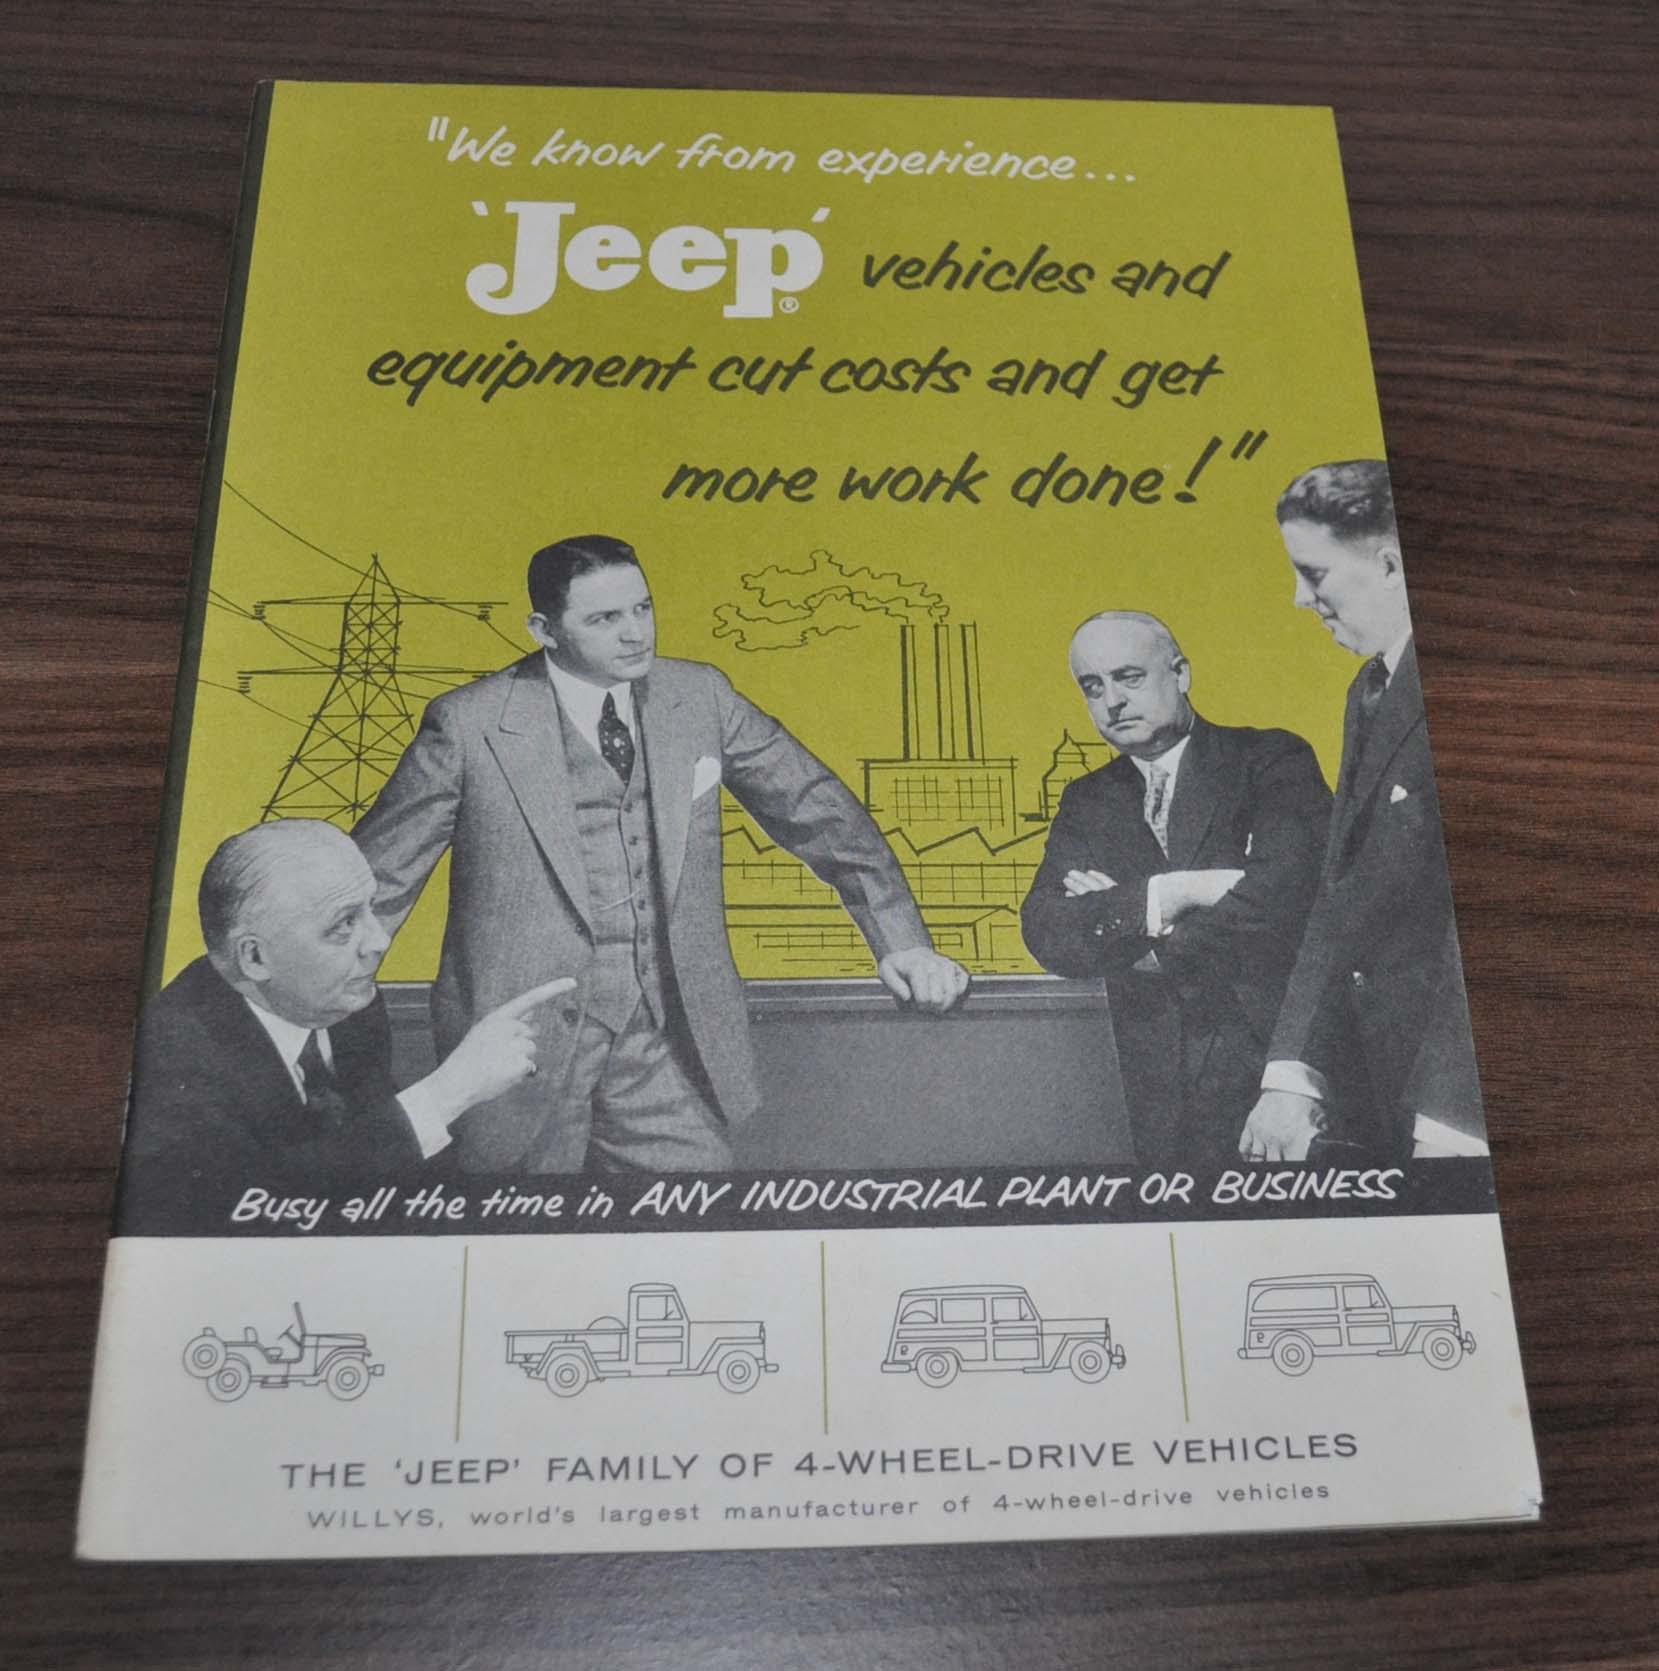 "We know from experience...
'Jeep'® vehicles and
equipment cut costs and get
more work done!"
Busy all the time in ANY INDUSTRIAL PLANT OR BUSINESS
THE 'JEEP' FAMILY OF 4-WHEEL-DRIVE VEHICLES
WILLYS, world's largest manufacturer of 4-wheel-drive vehicles